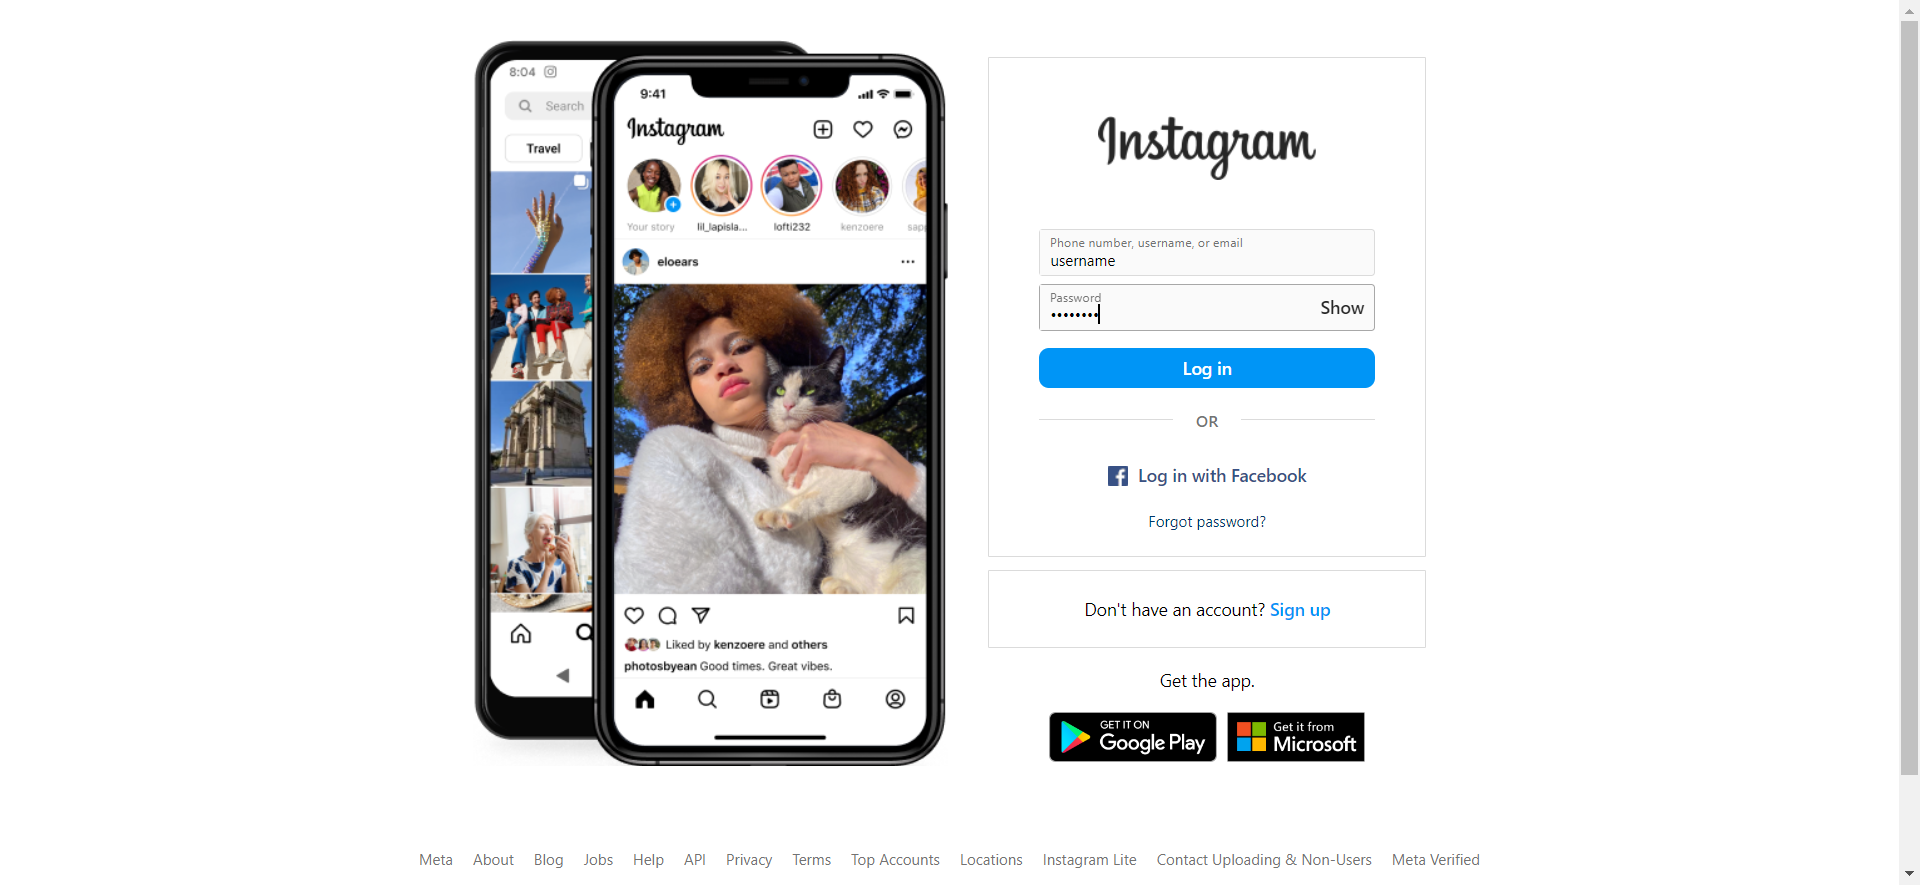 8:04
Search
Travel
9:41
Instagram
Your story
lil_lapisla...
lofti232
kenzoere
sapp
eloears
Liked by kenzoere and others
photosbyean Good times. Great vibes.
Instagram
Phone number, username, or email
username
Password
••••••••
Show
Log in
OR
Log in with Facebook
Forgot password?
Don't have an account? Sign up
Get the app.
GET IT ON
Google Play
Get it from
Microsoft
Meta About Blog Jobs Help API Privacy Terms Top Accounts Locations Instagram Lite Contact Uploading & Non-Users Meta Verified